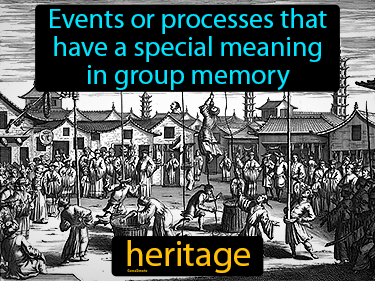 Events or processes that
have a special meaning
in group memory
heritage